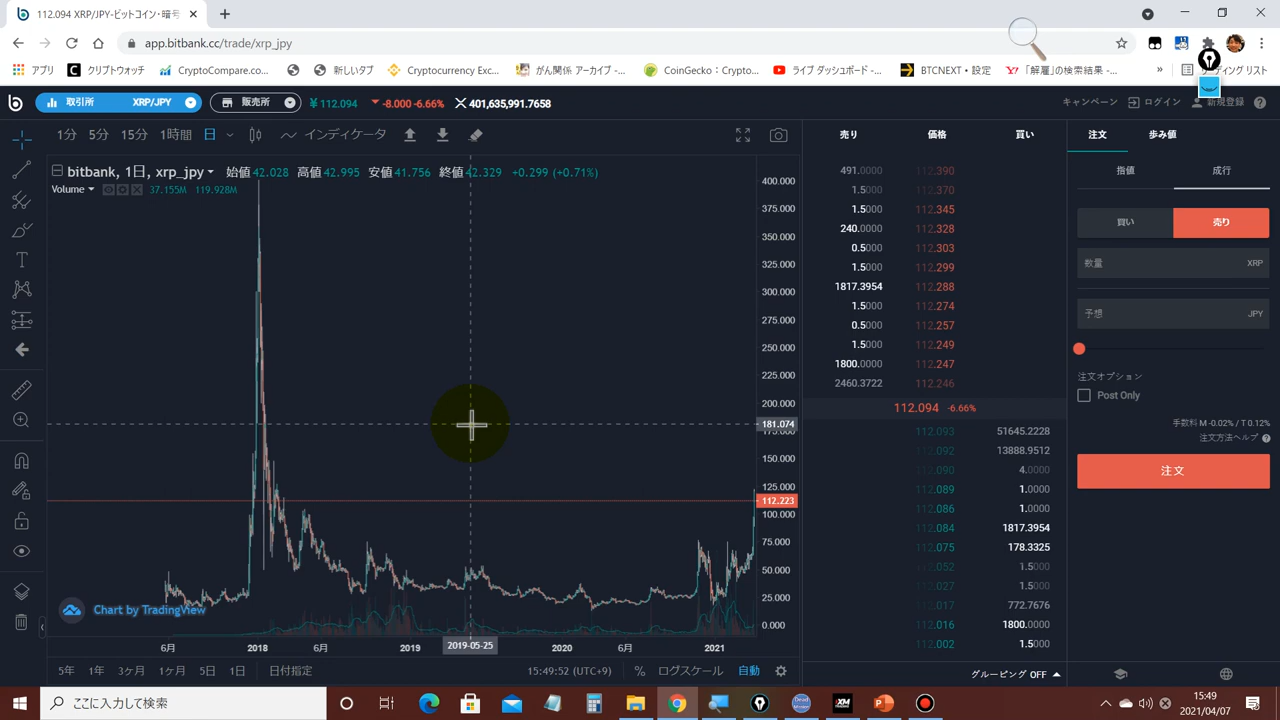 112.094 XRP/JPY-ビットコイン・暗号
app.bitbank.cc/trade/xrp_jpy
アプリ クリプトウォッチ CryptoCompare.com... 新しいタブ Cryptocurrency Exc... がん関係 アーカイブ -... CoinGecko: Crypto... ライブ ダッシュボード -... BTCNEXT・設定 「解雇」の検索結果 -... » リーディング リスト
取引所 XRP/JPY 販売所 ¥112.094 -8.000 -6.66% 401,635,991.7658 キャンペーン ログイン 新規登録
1分 5分 15分 1時間 日 インディケータ
bitbank, 1日, xrp_jpy 始値42.028 高値42.995 安値41.756 終値42.329 +0.299 (+0.71%)
Volume 37.155M 119.928M
400.000
375.000
350.000
325.000
300.000
275.000
250.000
225.000
200.000
181.074
175.000
150.000
125.000
112.223
100.000
75.000
50.000
25.000
0.000
Chart by TradingView
6月 2018 6月 2019 2019-05-25 2020 6月 2021
5年 1年 3ヶ月 1ヶ月 5日 1日 日付指定 15:49:52 (UTC+9) % ログスケール 自動
売り 価格 買い
491.0000 112.390
1.5000 112.370
1.5000 112.345
240.0000 112.328
0.5000 112.303
1.5000 112.299
1817.3954 112.288
1.5000 112.274
0.5000 112.257
1.5000 112.249
1800.0000 112.247
2460.3722 112.246
112.094 -6.66%
112.093 51645.2228
112.092 13888.9512
112.090 4.0000
112.089 1.0000
112.086 1.0000
112.084 1817.3954
112.075 178.3325
112.052 1.5000
112.027 1.5000
112.017 772.7676
112.016 1800.0000
112.002 1.5000
グルーピング OFF
注文 歩み値
指値 成行
買い 売り
数量 XRP
予想 JPY
注文オプション
Post Only
手数料 M -0.02% / T 0.12%
注文方法ヘルプ
注文
ここに入力して検索
15:49
2021/04/07